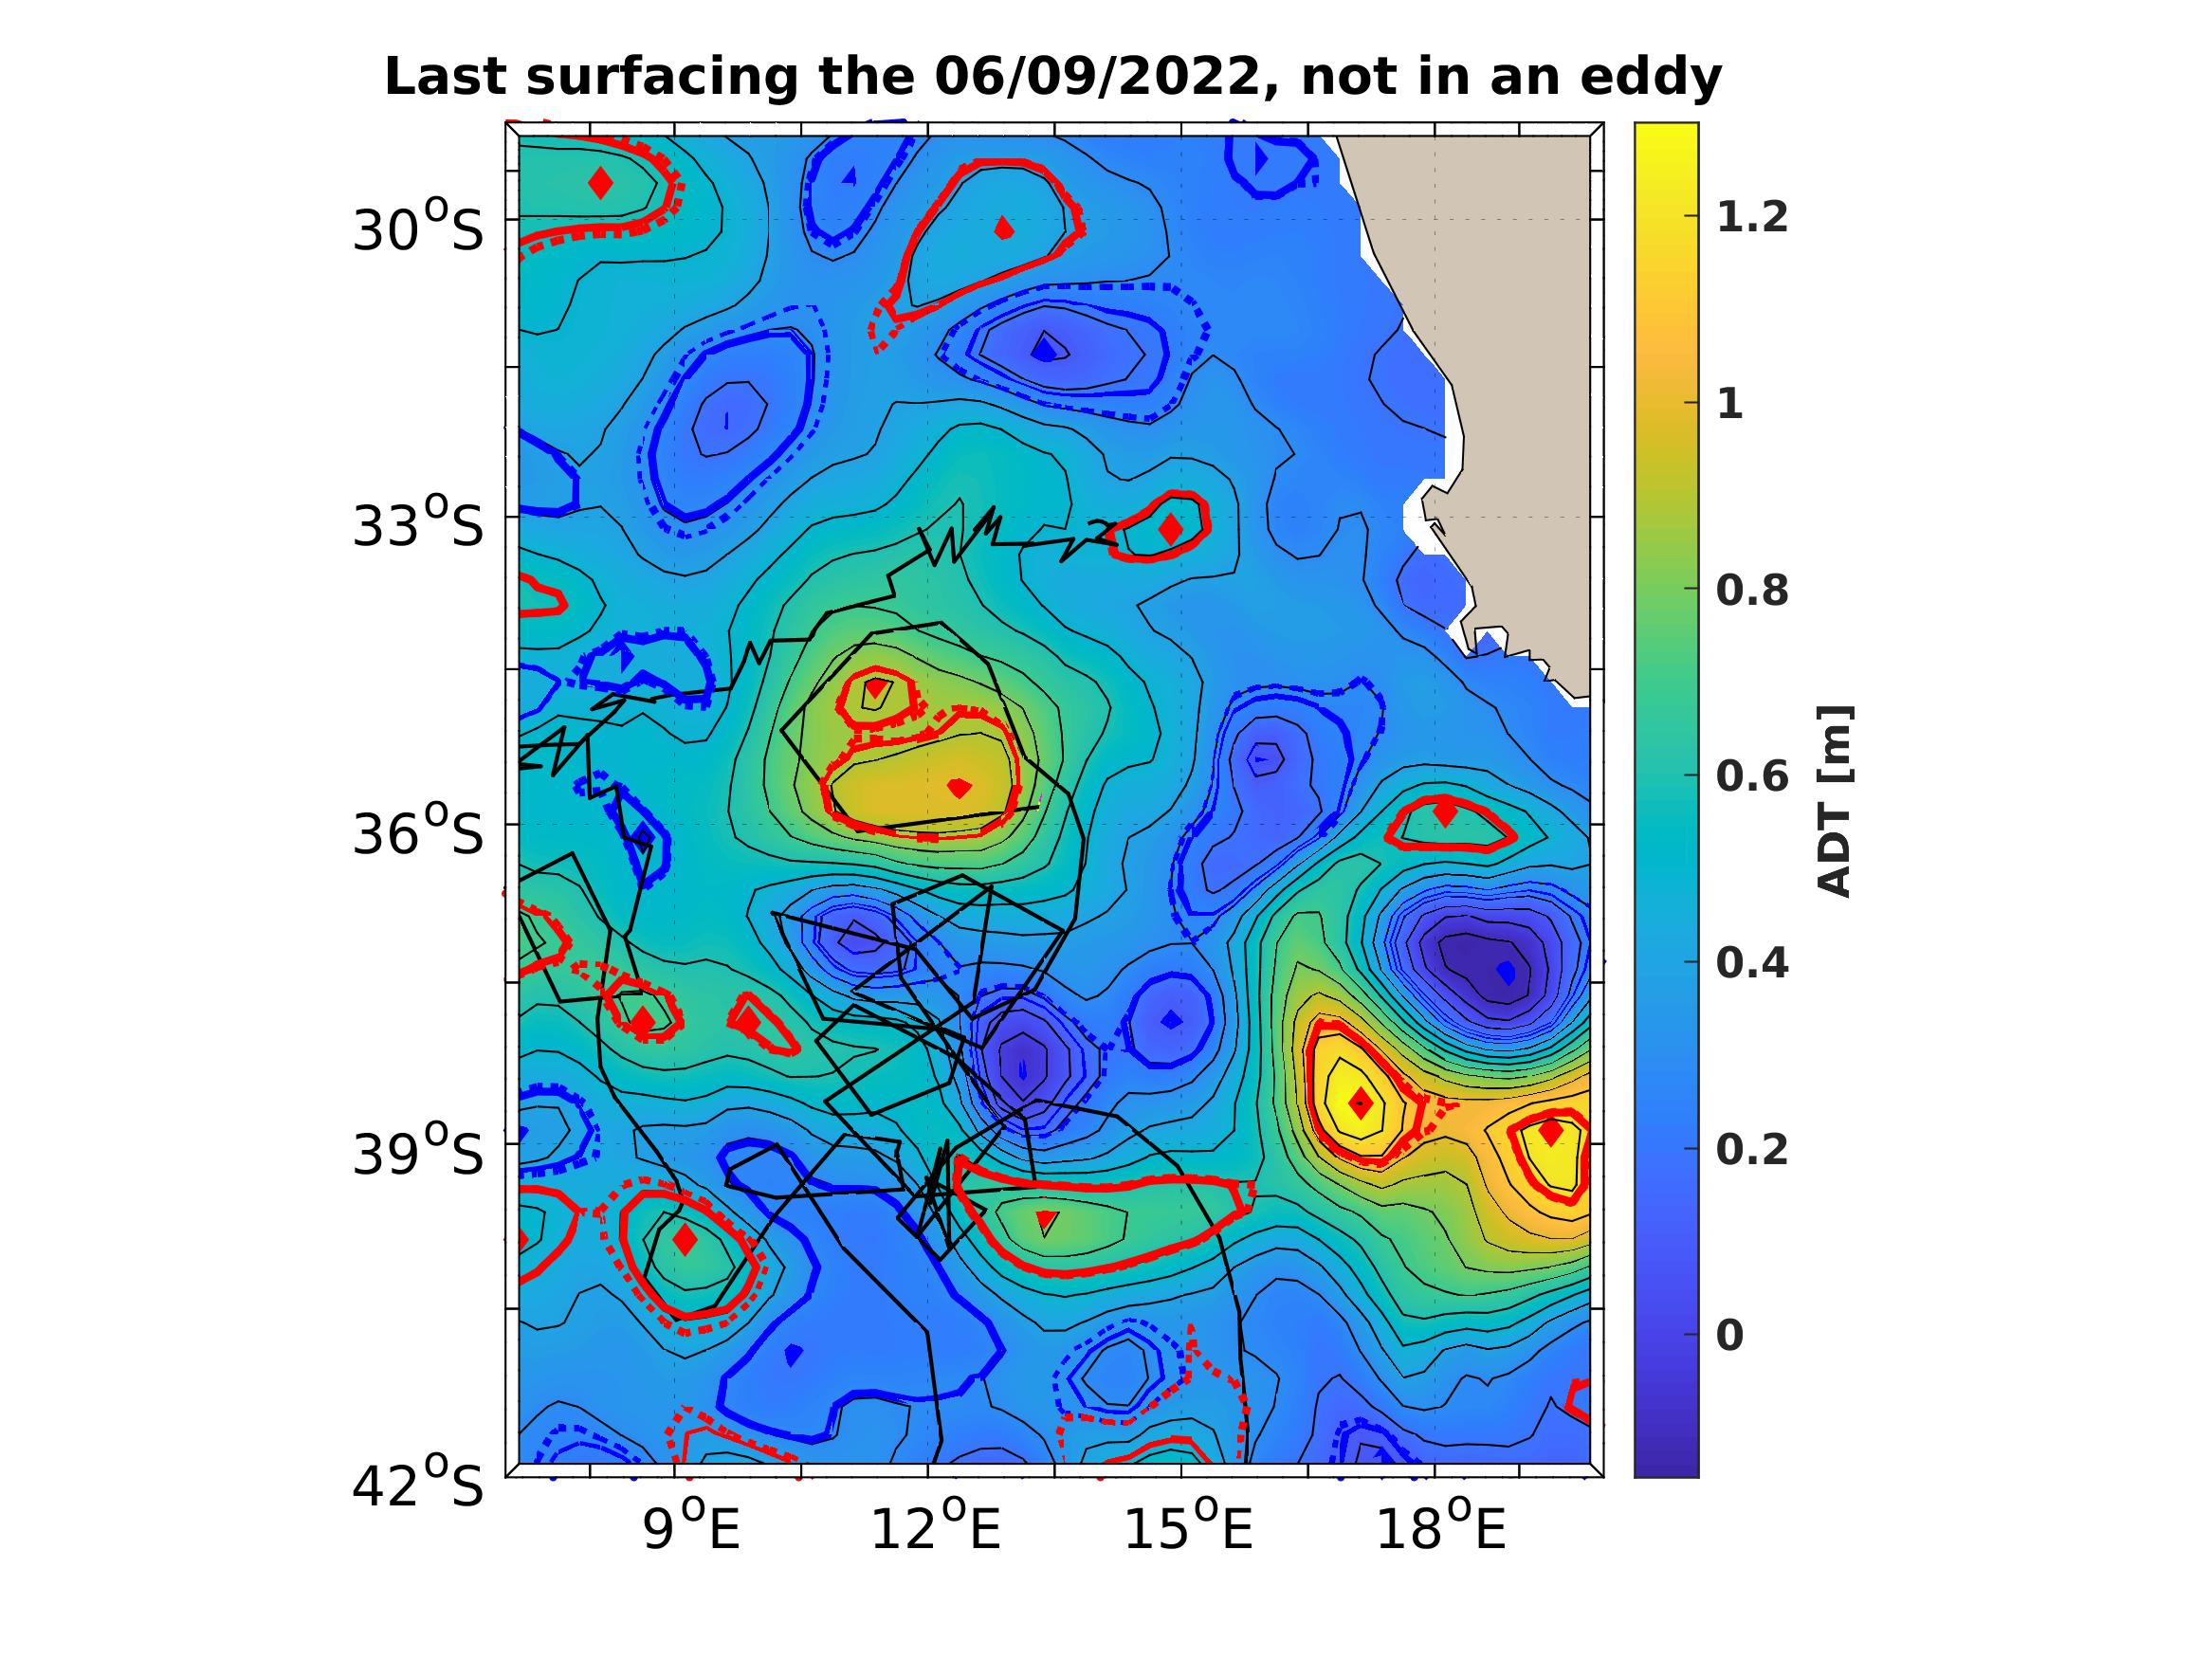 Last surfacing the 06/09/2022, not in an eddy
30°S
33°S
36°S
39°S
42°S
9°E
12°E
15°E
18°E
1.2
1
0.8
0.6
0.4
0.2
0
ADT [m]